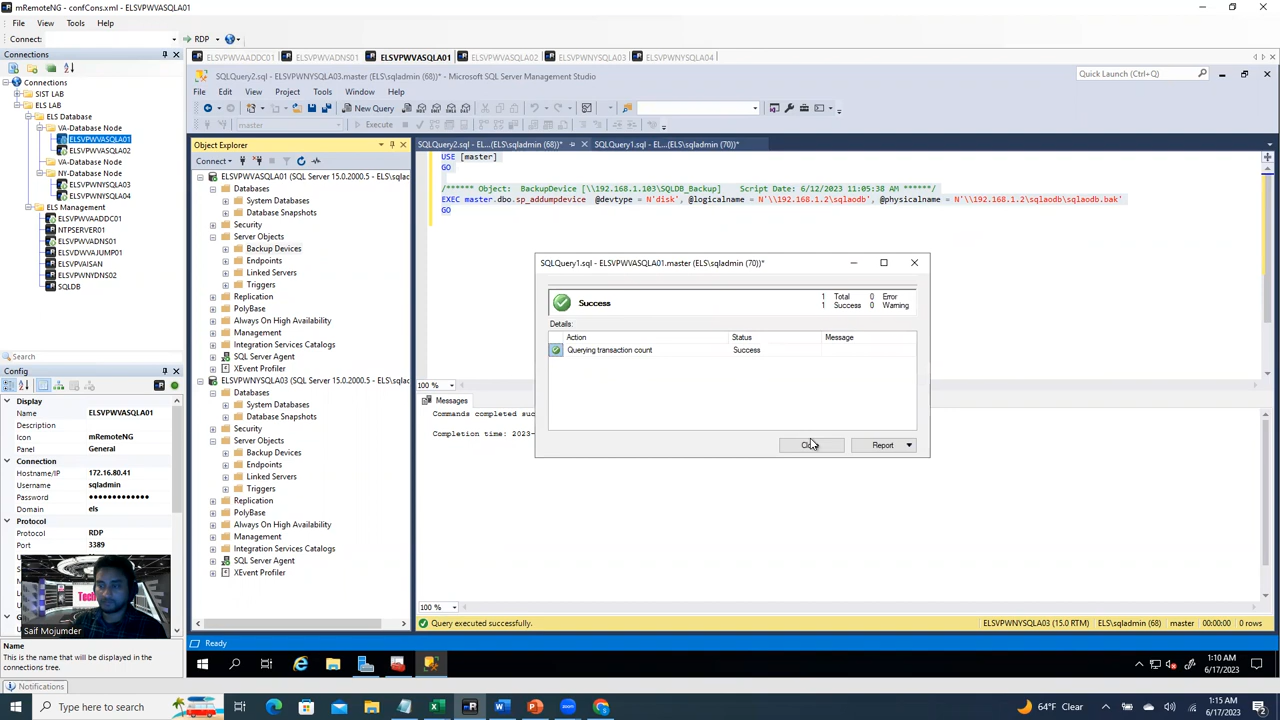 mRemoteNG - confCons.xml - ELSVPWVASQLA01
File View Tools Help
Connect: RDP
Connections
Connections
SIST LAB
ELS LAB
ELS Database
VA-Database Node
ELSVPWVASQLA01
ELSVPWVASQLA02
VA-Database Node
NY-Database Node
ELSVPWNYSQLA03
ELSVPWNYSQLA04
ELS Management
ELSVPWVAADDC01
NTPSERVER01
ELSVPWVADNS01
ELSVDWVAJUMP01
ELSVPVAISAN
ELSVPWNYDNS02
SQLDB
Search
Config
Display
Name ELSVPWVASQLA01
Description
Icon mRemoteNG
Panel General
Connection
Hostname/IP 172.16.80.41
Username sqladmin
Password ●●●●●●●●●●●●●
Domain els
Protocol
Protocol RDP
Port 3389
Tech
Saif Mojumder
Name
This is the name that will be displayed in the connections tree.
Notifications
ELSVPWVAADDC01 ELSVPWVADNS01 ELSVPWVASQLA01 ELSVPWVASQLA02 ELSVPWNYSQLA03 ELSVPWNYSQLA04
SQLQuery2.sql - ELSVPWNYSQLA03.master (ELS\sqladmin (68))* - Microsoft SQL Server Management Studio
Quick Launch (Ctrl+Q)
File Edit View Project Tools Window Help
New Query
master Execute
Object Explorer
Connect
ELSVPWVASQLA01 (SQL Server 15.0.2000.5 - ELS\sqla
Databases
System Databases
Database Snapshots
Security
Server Objects
Backup Devices
Endpoints
Linked Servers
Triggers
Replication
PolyBase
Always On High Availability
Management
Integration Services Catalogs
SQL Server Agent
XEvent Profiler
ELSVPWNYSQLA03 (SQL Server 15.0.2000.5 - ELS\sqla
Databases
System Databases
Database Snapshots
Security
Server Objects
Backup Devices
Endpoints
Linked Servers
Triggers
Replication
PolyBase
Always On High Availability
Management
Integration Services Catalogs
SQL Server Agent
XEvent Profiler
SQLQuery2.sql - EL...(ELS\sqladmin (68))* SQLQuery1.sql - EL...(ELS\sqladmin (70))*
USE [master]
GO
/****** Object: BackupDevice [\\192.168.1.103\SQLDB_Backup] Script Date: 6/12/2023 11:05:38 AM ******/
EXEC master.dbo.sp_addumpdevice @devtype = N'disk', @logicalname = N'\\192.168.1.2\sqlaodb', @physicalname = N'\\192.168.1.2\sqlaodb\sqlaodb.bak'
GO
100 %
Messages
Commands completed suc
Completion time: 2023-
SQLQuery1.sql - ELSVPWVASQLA01.master (ELS\sqladmin (70))*
Success
1 Total 0 Error
1 Success 0 Warning
Details:
Action Status Message
Querying transaction count Success
Report
100 %
Query executed successfully. ELSVPWNYSQLA03 (15.0 RTM) ELS\sqladmin (68) master 00:00:00 0 rows
Ready
1:10 AM
6/17/2023
Type here to search
64°F Clear
1:15 AM
6/17/2023